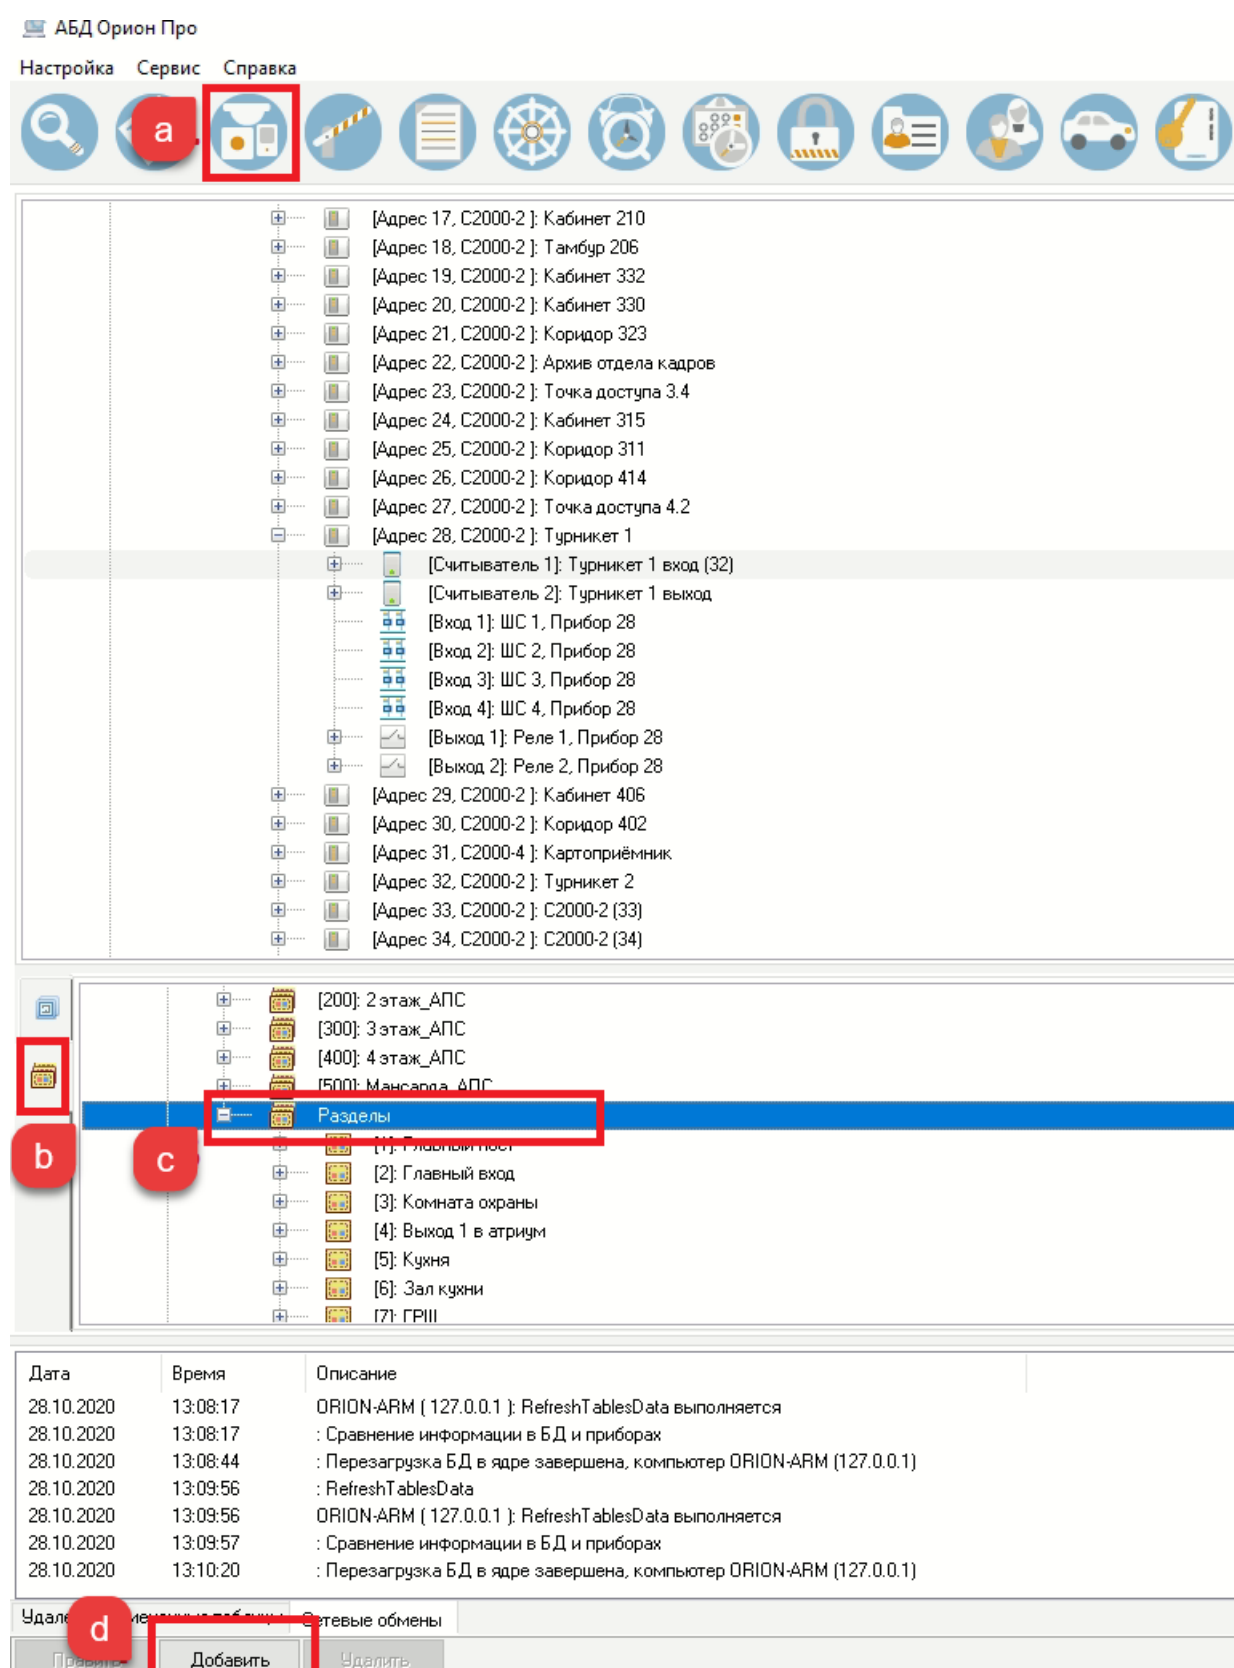 АБД Орион Про
Настройка Сервис Справка
a
[Адрес 17, С2000-2 ]: Кабинет 210
[Адрес 18, С2000-2 ]: Тамбур 206
[Адрес 19, С2000-2 ]: Кабинет 332
[Адрес 20, С2000-2 ]: Кабинет 330
[Адрес 21, С2000-2 ]: Коридор 323
[Адрес 22, С2000-2 ]: Архив отдела кадров
[Адрес 23, С2000-2 ]: Точка доступа 3.4
[Адрес 24, С2000-2 ]: Кабинет 315
[Адрес 25, С2000-2 ]: Коридор 311
[Адрес 26, С2000-2 ]: Коридор 414
[Адрес 27, С2000-2 ]: Точка доступа 4.2
[Адрес 28, С2000-2 ]: Турникет 1
[Считыватель 1]: Турникет 1 вход (32)
[Считыватель 2]: Турникет 1 выход
[Вход 1]: ШС 1, Прибор 28
[Вход 2]: ШС 2, Прибор 28
[Вход 3]: ШС 3, Прибор 28
[Вход 4]: ШС 4, Прибор 28
[Выход 1]: Реле 1, Прибор 28
[Выход 2]: Реле 2, Прибор 28
[Адрес 29, С2000-2 ]: Кабинет 406
[Адрес 30, С2000-2 ]: Коридор 402
[Адрес 31, С2000-4 ]: Картоприёмник
[Адрес 32, С2000-2 ]: Турникет 2
[Адрес 33, С2000-2 ]: С2000-2 (33)
[Адрес 34, С2000-2 ]: С2000-2 (34)
[200]: 2 этаж_АПС
[300]: 3 этаж_АПС
[400]: 4 этаж_АПС
[500]: Мансарда_АПС
Разделы
b
c
[1]: Главный пост
[2]: Главный вход
[3]: Комната охраны
[4]: Выход 1 в атриум
[5]: Кухня
[6]: Зал кухни
[7]: ГРЩ
Дата Время Описание
28.10.2020 13:08:17 ORION-ARM ( 127.0.0.1 ): RefreshTablesData выполняется
28.10.2020 13:08:17 : Сравнение информации в БД и приборах
28.10.2020 13:08:44 : Перезагрузка БД в ядре завершена, компьютер ORION-ARM (127.0.0.1)
28.10.2020 13:09:56 : RefreshTablesData
28.10.2020 13:09:56 ORION-ARM ( 127.0.0.1 ): RefreshTablesData выполняется
28.10.2020 13:09:57 : Сравнение информации в БД и приборах
28.10.2020 13:10:20 : Перезагрузка БД в ядре завершена, компьютер ORION-ARM (127.0.0.1)
Сетевые обмены
d
Править Добавить Удалить